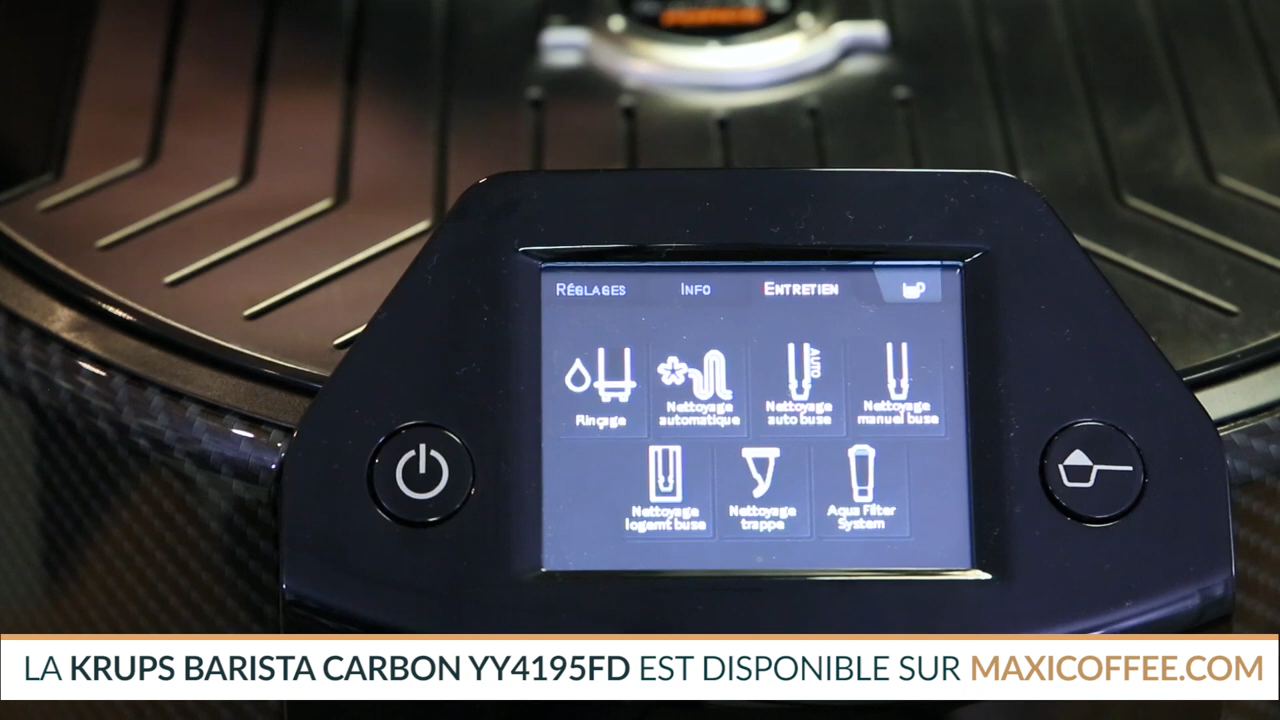 RÉGLAGES INFO ENTRETIEN
Rinçage
Nettoyage
automatique
AUTO
Nettoyage
auto buse
Nettoyage
manuel buse
Nettoyage
logemt buse
Nettoyage
trappe
Aqua Filter
System
LA KRUPS BARISTA CARBON YY4195FD EST DISPONIBLE SUR MAXICOFFEE.COM